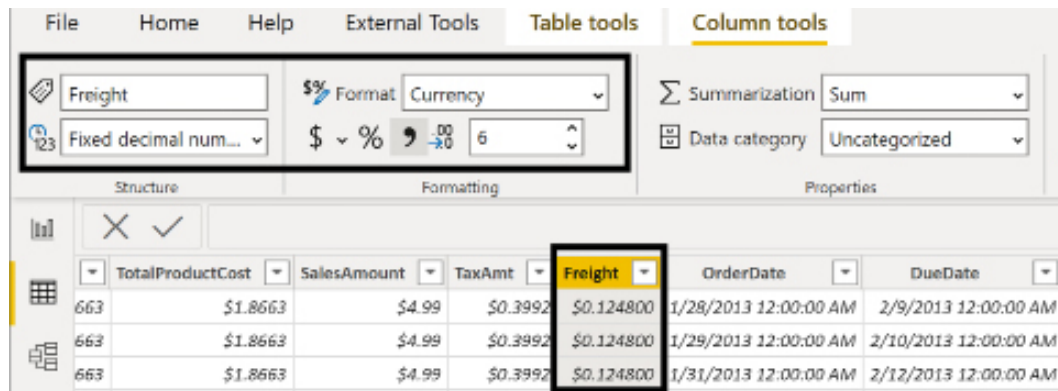 File Home Help External Tools Table tools Column tools
Freight $% Format Currency Σ Summarization Sum
123 Fixed decimal num... $ % , .00 →.0 6 Data category Uncategorized
Structure Formatting Properties
TotalProductCost SalesAmount TaxAmt Freight OrderDate DueDate
663 $1.8663 $4.99 $0.3992 $0.124800 1/28/2013 12:00:00 AM 2/9/2013 12:00:00 AM
663 $1.8663 $4.99 $0.3992 $0.124800 1/29/2013 12:00:00 AM 2/10/2013 12:00:00 AM
663 $1.8663 $4.99 $0.3992 $0.124800 1/31/2013 12:00:00 AM 2/12/2013 12:00:00 AM